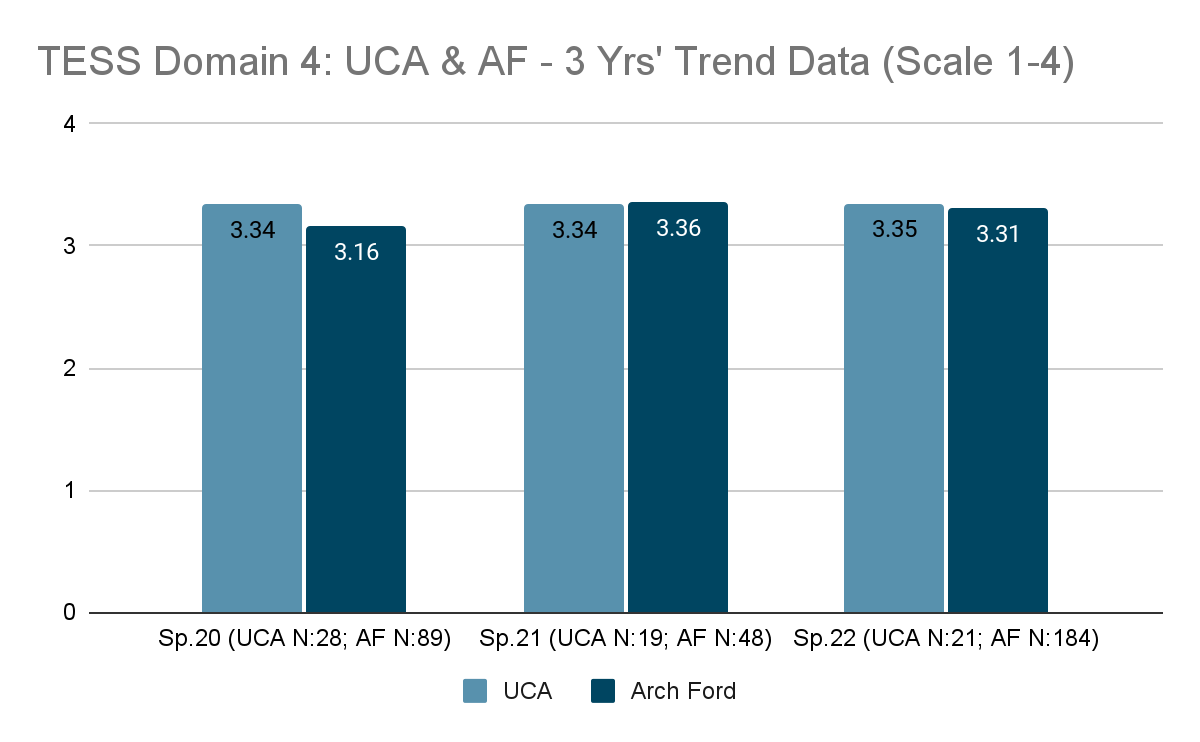 TESS Domain 4: UCA & AF - 3 Yrs' Trend Data (Scale 1-4)
4
3
2
1
0
3.34
3.16
3.34
3.36
3.35
3.31
Sp.20 (UCA N:28; AF N:89)
Sp.21 (UCA N:19; AF N:48)
Sp.22 (UCA N:21; AF N:184)
UCA
Arch Ford